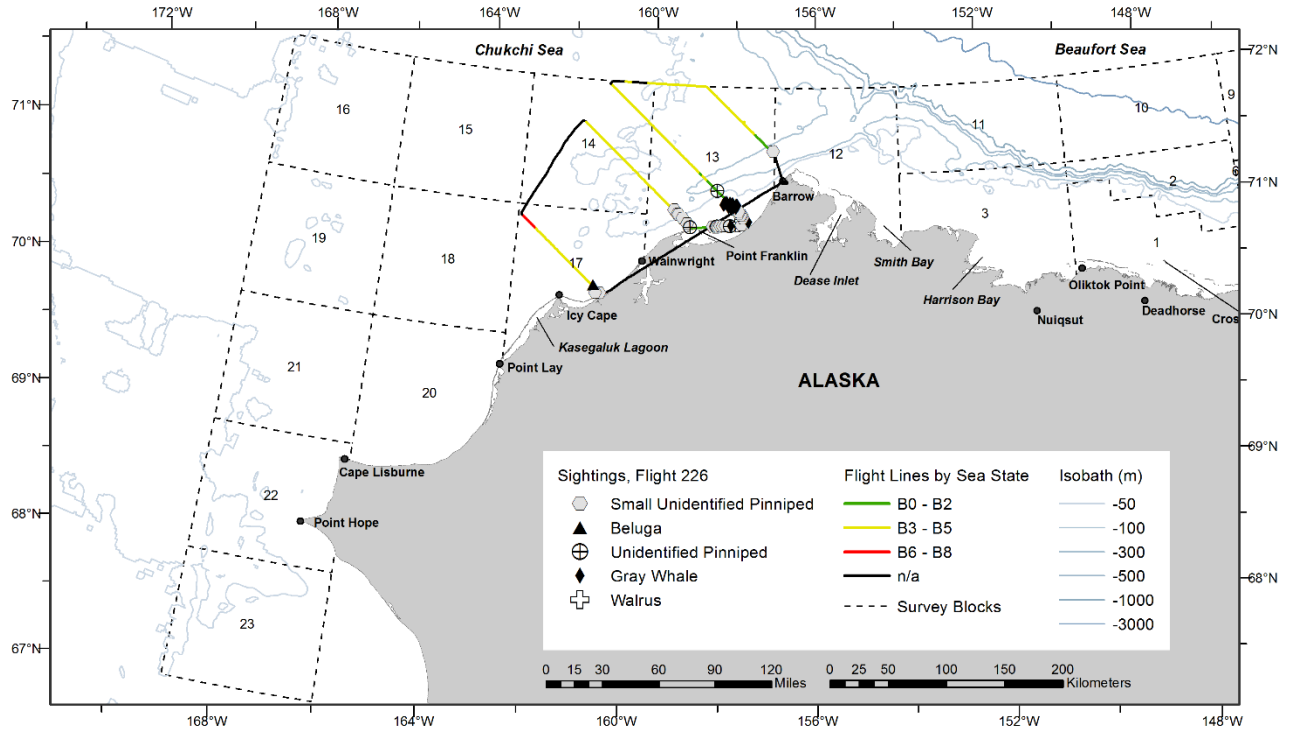 172°W 168°W 164°W 160°W 156°W 152°W 148°W
Chukchi Sea Beaufort Sea
72°N
71°N
16
15
14
13
12
11
10
9
6
2
3
1
71°N
Barrow
70°N
19
18
17
Wainwright
Point Franklin
Dease Inlet
Smith Bay
Harrison Bay
Oliktok Point
Deadhorse
Nuiqsut
Cros
70°N
Icy Cape
Kasegaluk Lagoon
Point Lay
69°N
21
20
ALASKA
69°N
Cape Lisburne
22
68°N
Point Hope
68°N
23
67°N
Sightings, Flight 226
Small Unidentified Pinniped
Beluga
Unidentified Pinniped
Gray Whale
Walrus
Flight Lines by Sea State
B0 - B2
B3 - B5
B6 - B8
n/a
Survey Blocks
Isobath (m)
-50
-100
-300
-500
-1000
-3000
0 15 30 60 90 120
Miles
0 25 50 100 150 200
Kilometers
168°W 164°W 160°W 156°W 152°W 148°W